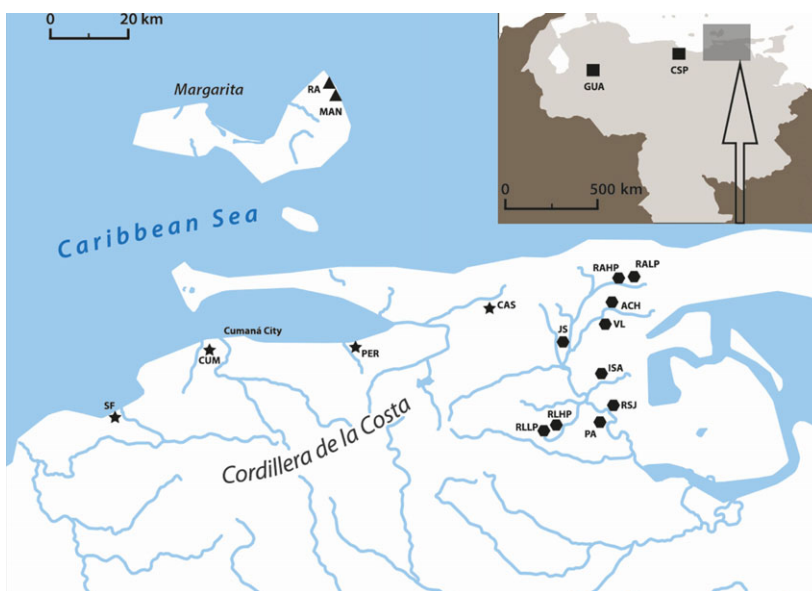 0 20 km
Margarita
RA
MAN
CSP
GUA
0 500 km
Caribbean Sea
RAHP RALP
CAS
ACH
Cumaná City
JS
VL
CUM
PER
ISA
SF
RSJ
Cordillera de la Costa
RLHP
RLLP
PA